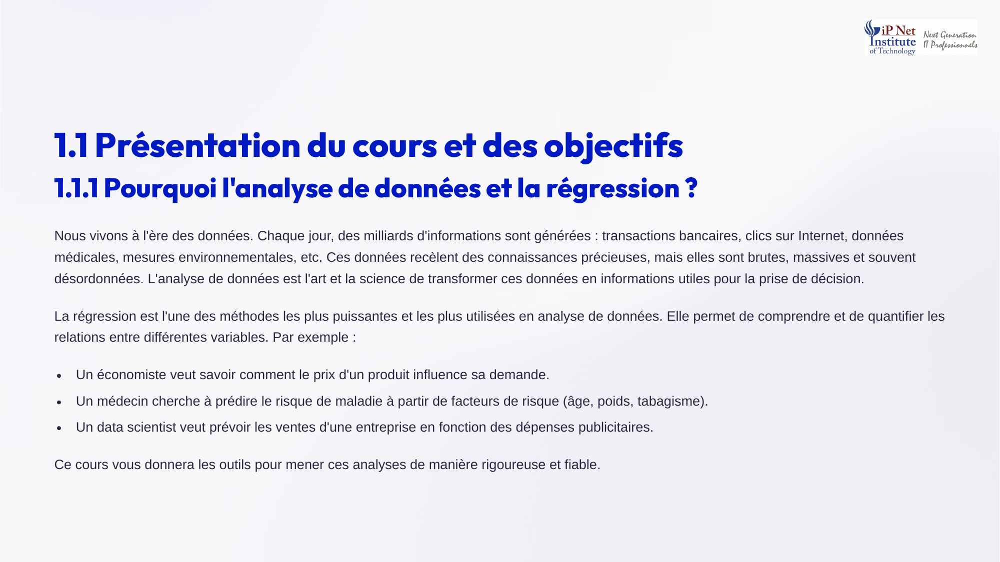 iP Net
Institute
of Technology
Next Generation
IT Professionnels
1.1 Présentation du cours et des objectifs
1.1.1 Pourquoi l'analyse de données et la régression ?
Nous vivons à l'ère des données. Chaque jour, des milliards d'informations sont générées : transactions bancaires, clics sur Internet, données
médicales, mesures environnementales, etc. Ces données recèlent des connaissances précieuses, mais elles sont brutes, massives et souvent
désordonnées. L'analyse de données est l'art et la science de transformer ces données en informations utiles pour la prise de décision.
La régression est l'une des méthodes les plus puissantes et les plus utilisées en analyse de données. Elle permet de comprendre et de quantifier les
relations entre différentes variables. Par exemple :
• Un économiste veut savoir comment le prix d'un produit influence sa demande.
• Un médecin cherche à prédire le risque de maladie à partir de facteurs de risque (âge, poids, tabagisme).
• Un data scientist veut prévoir les ventes d'une entreprise en fonction des dépenses publicitaires.
Ce cours vous donnera les outils pour mener ces analyses de manière rigoureuse et fiable.